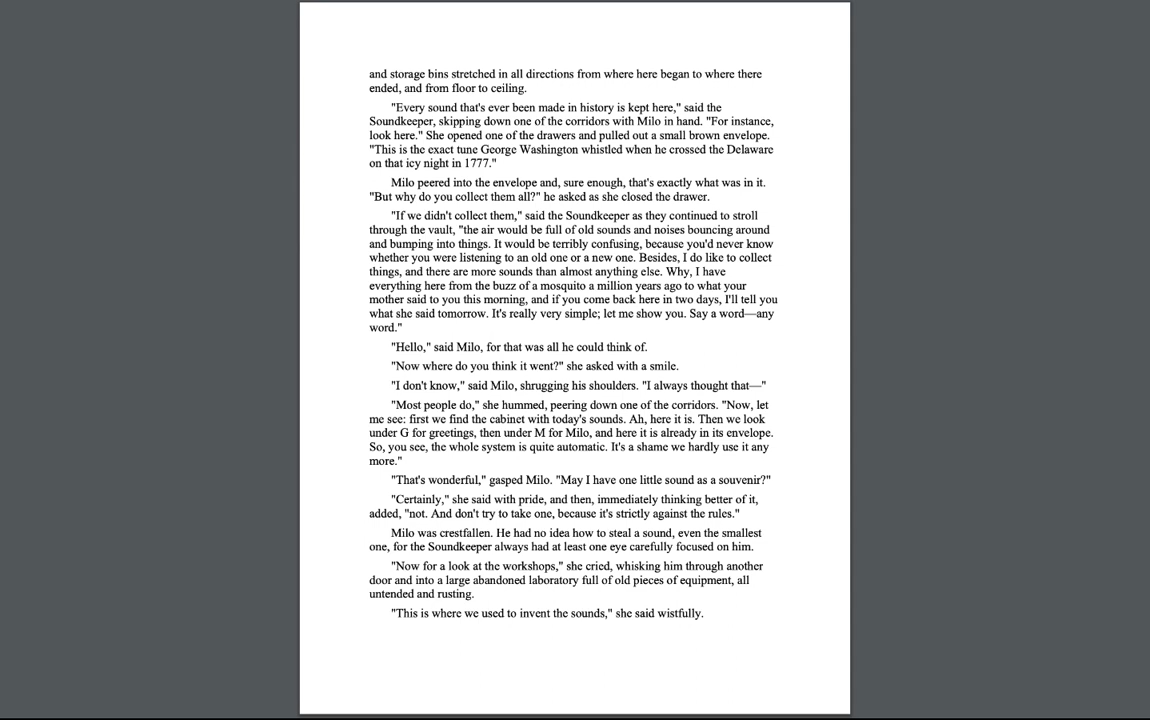 and storage bins stretched in all directions from where here began to where there
ended, and from floor to ceiling.
"Every sound that's ever been made in history is kept here," said the
Soundkeeper, skipping down one of the corridors with Milo in hand. "For instance,
look here." She opened one of the drawers and pulled out a small brown envelope.
"This is the exact tune George Washington whistled when he crossed the Delaware
on that icy night in 1777."
Milo peered into the envelope and, sure enough, that's exactly what was in it.
"But why do you collect them all?" he asked as she closed the drawer.
"If we didn't collect them," said the Soundkeeper as they continued to stroll
through the vault, "the air would be full of old sounds and noises bouncing around
and bumping into things. It would be terribly confusing, because you'd never know
whether you were listening to an old one or a new one. Besides, I do like to collect
things, and there are more sounds than almost anything else. Why, I have
everything here from the buzz of a mosquito a million years ago to what your
mother said to you this morning, and if you come back here in two days, I'll tell you
what she said tomorrow. It's really very simple; let me show you. Say a word—any
word."
"Hello," said Milo, for that was all he could think of.
"Now where do you think it went?" she asked with a smile.
"I don't know," said Milo, shrugging his shoulders. "I always thought that—"
"Most people do," she hummed, peering down one of the corridors. "Now, let
me see: first we find the cabinet with today's sounds. Ah, here it is. Then we look
under G for greetings, then under M for Milo, and here it is already in its envelope.
So, you see, the whole system is quite automatic. It's a shame we hardly use it any
more."
"That's wonderful," gasped Milo. "May I have one little sound as a souvenir?"
"Certainly," she said with pride, and then, immediately thinking better of it,
added, "not. And don't try to take one, because it's strictly against the rules."
Milo was crestfallen. He had no idea how to steal a sound, even the smallest
one, for the Soundkeeper always had at least one eye carefully focused on him.
"Now for a look at the workshops," she cried, whisking him through another
door and into a large abandoned laboratory full of old pieces of equipment, all
untended and rusting.
"This is where we used to invent the sounds," she said wistfully.